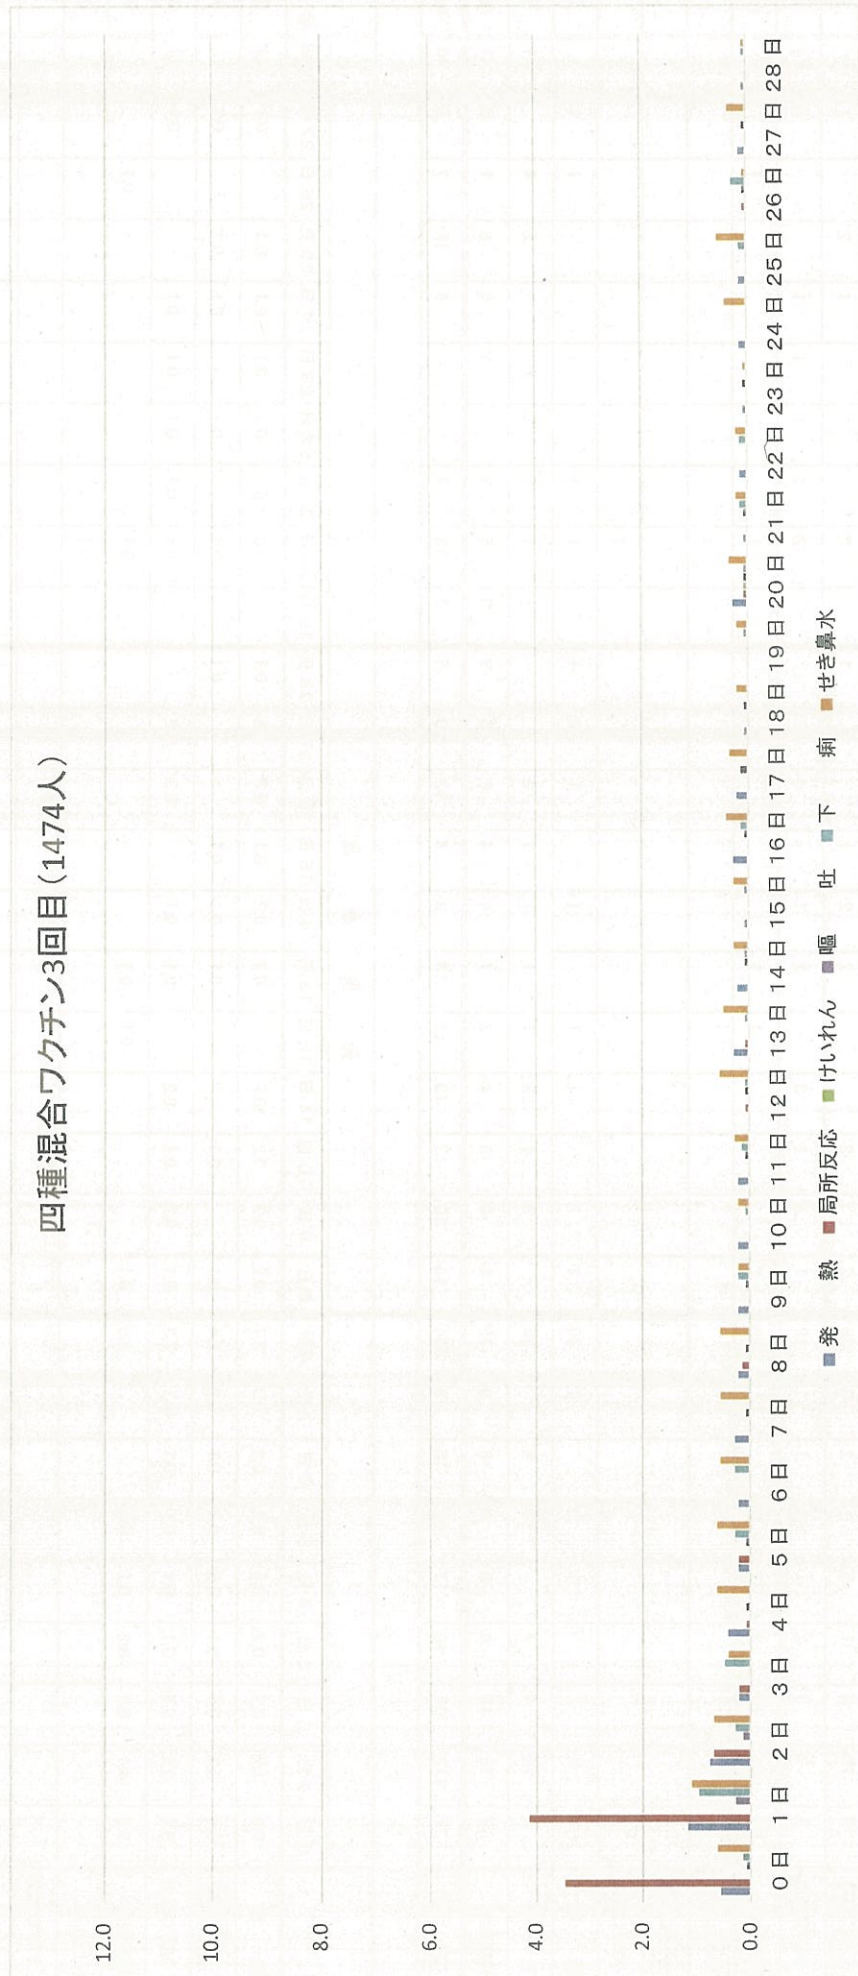 四種混合ワクチン3回目(1474人)
12.0
10.0
8.0
6.0
4.0
2.0
0.0
0日 1日 2日 3日 4日 5日 6日 7日 8日 9日 10日 11日 12日 13日 14日 15日 16日 17日 18日 19日 20日 21日 22日 23日 24日 25日 26日 27日 28日
発 熱 局所反応 けいれん 嘔 吐 下 痢 せき鼻水